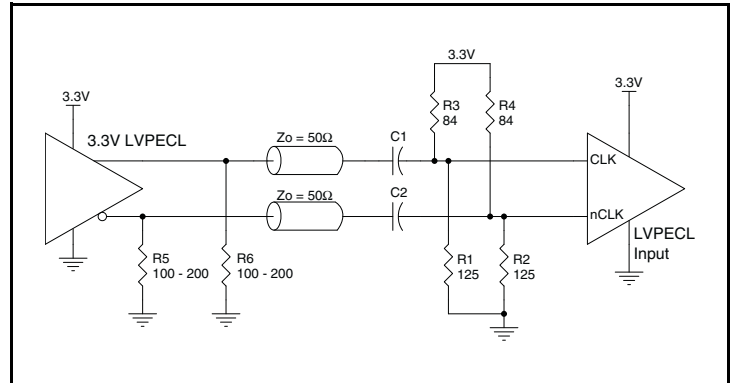 3.3V
3.3V
3.3V
3.3V LVPECL
R3
84
R4
84
Zo = 50Ω
C1
CLK
Zo = 50Ω
C2
nCLK
LVPECL
Input
R5
100 - 200
R6
100 - 200
R1
125
R2
125